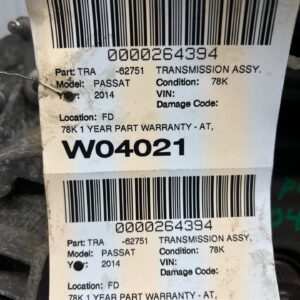 0000264394
Part: TRA -62751 TRANSMISSION ASSY.
Model: PASSAT Condition: 78K
Year: 2014 VIN:
Damage Code:
Location: FD
78K 1 YEAR PART WARRANTY - AT,
W04021
0000264394
Part: TRA -62751 TRANSMISSION ASSY.
Model: PASSAT Condition: 78K
Year: 2014 VIN:
Damage Code:
Location: FD
78K 1 YEAR PART WARRANTY - AT,